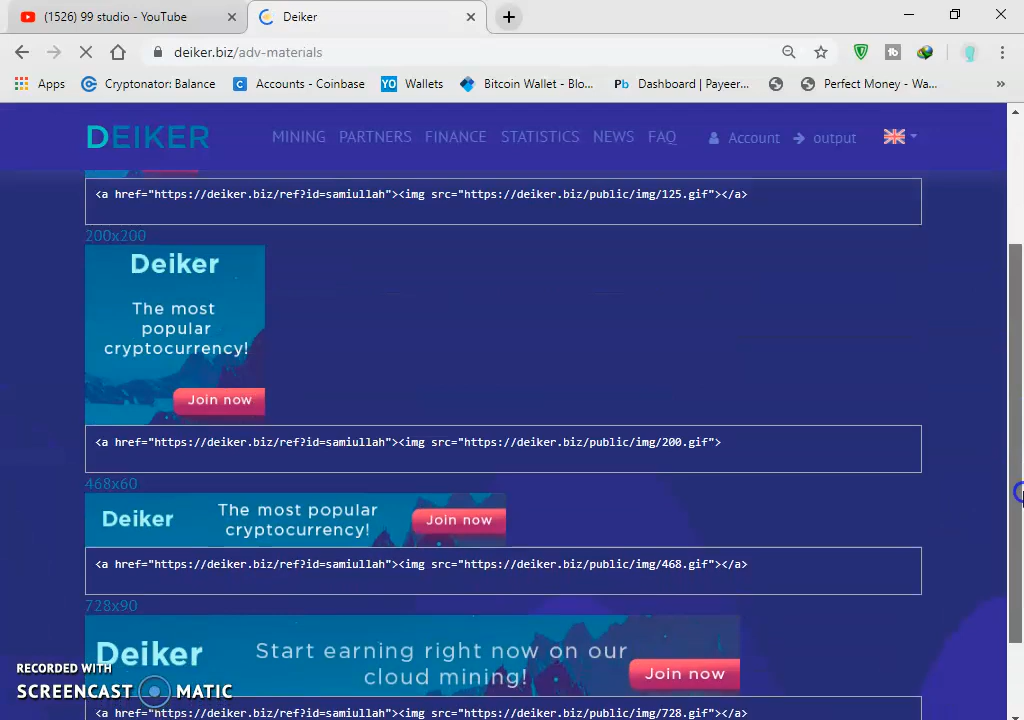 (1526) 99 studio - YouTube
Deiker
deiker.biz/adv-materials
Apps
Cryptonator: Balance
Accounts - Coinbase
YO Wallets
Bitcoin Wallet - Blo...
Pb Dashboard | Payeer...
Perfect Money - Wa...
DEIKER
MINING PARTNERS FINANCE STATISTICS NEWS FAQ Account output
<a href="https://deiker.biz/ref?id=samiullah"><img src="https://deiker.biz/public/img/125.gif"></a>
200x200
Deiker
The most
popular
cryptocurrency!
Join now
<a href="https://deiker.biz/ref?id=samiullah"><img src="https://deiker.biz/public/img/200.gif">
468x60
Deiker
The most popular
cryptocurrency!
Join now
<a href="https://deiker.biz/ref?id=samiullah"><img src="https://deiker.biz/public/img/468.gif"></a>
728x90
Deiker
Start earning right now on our
cloud mining!
Join now
<a href="https://deiker.biz/ref?id=samiullah"><img src="https://deiker.biz/public/img/728.gif"></a>
RECORDED WITH
SCREENCAST MATIC